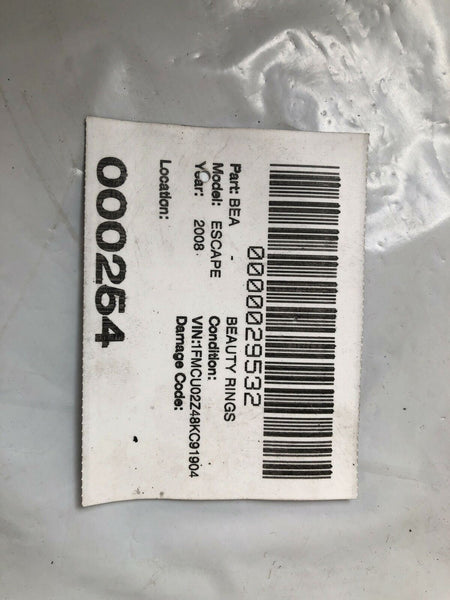 0000029532
Part: BEA - BEAUTY RINGS
Model: ESCAPE Condition:
Year: 2008 VIN:1FMCU02Z48KC91904
Damage Code:
Location:
000264